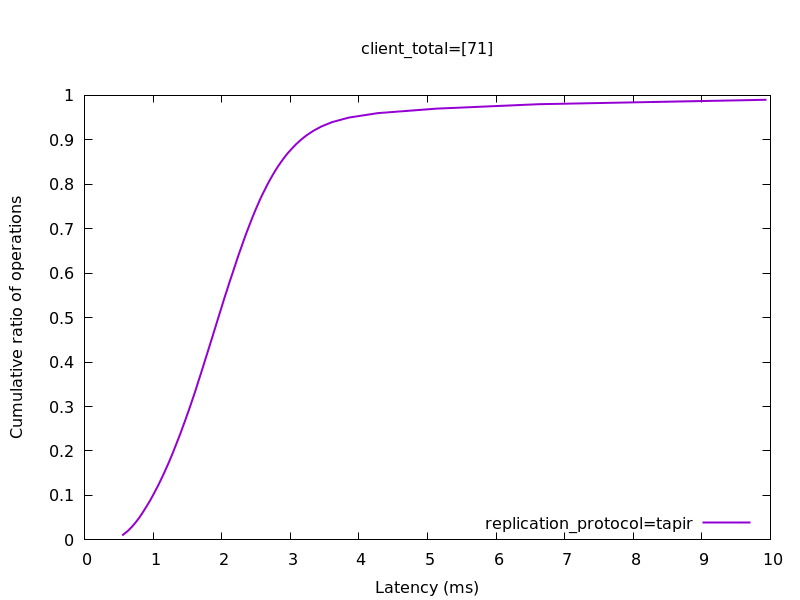 client_total=[71]
1
0.9
0.8
0.7
0.6
0.5
0.4
0.3
0.2
0.1
0
Cumulative ratio of operations
replication_protocol=tapir
0 1 2 3 4 5 6 7 8 9 10
Latency (ms)